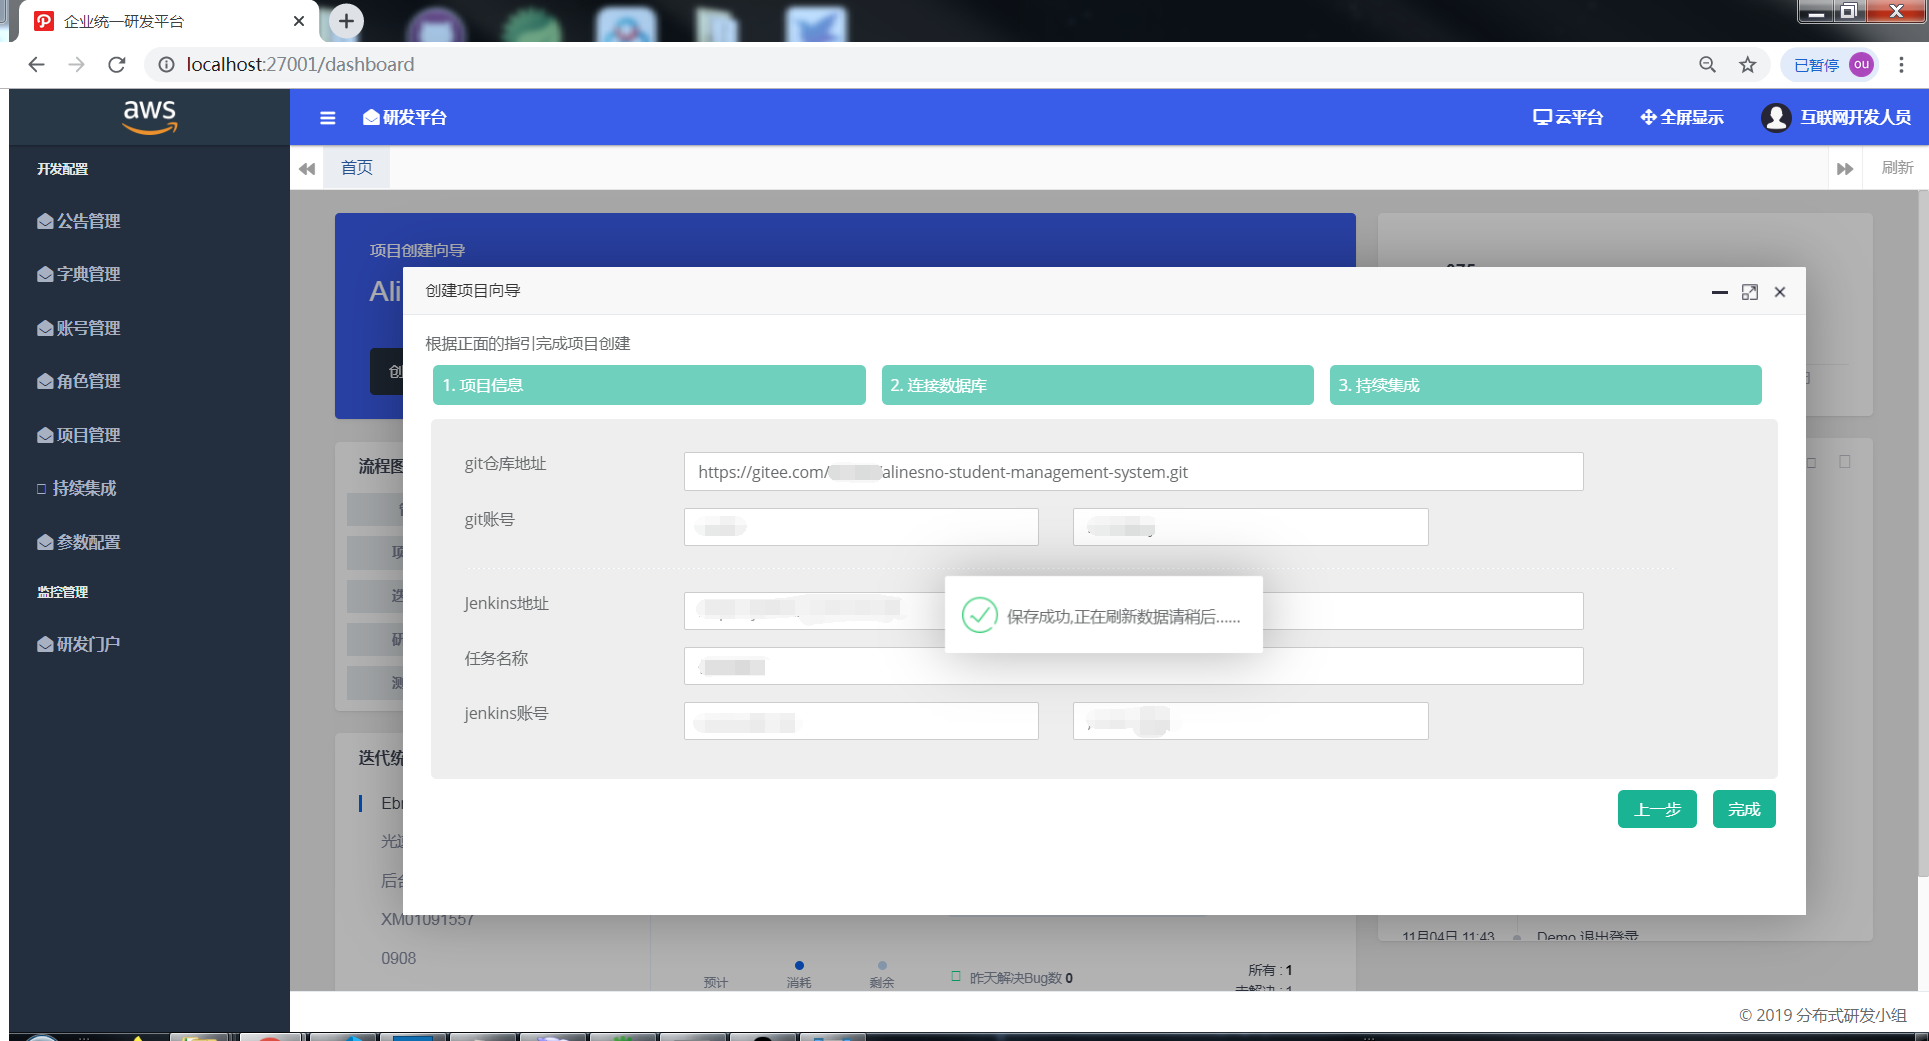 企业统一研发平台
localhost:27001/dashboard
已暂停 ou
aws
研发平台
云平台
全屏显示
互联网开发人员
开发配置
公告管理
字典管理
账号管理
角色管理
项目管理
持续集成
参数配置
监控管理
研发门户
首页
刷新
项目创建向导
Ali
创
创建项目向导
根据正面的指引完成项目创建
1. 项目信息
2. 连接数据库
3. 持续集成
git仓库地址
https://gitee.com/ /alinesno-student-management-system.git
git账号
Jenkins地址
任务名称
jenkins账号
保存成功,正在刷新数据请稍后......
上一步
完成
流程图
项
研
测
迭代统
Ebr
光速
后台
XM01091557
0908
预计
消耗
剩余
昨天解决Bug数 0
所有 : 1
未解决 : 1
11月04日 11:43
Demo 退出登录
© 2019 分布式研发小组